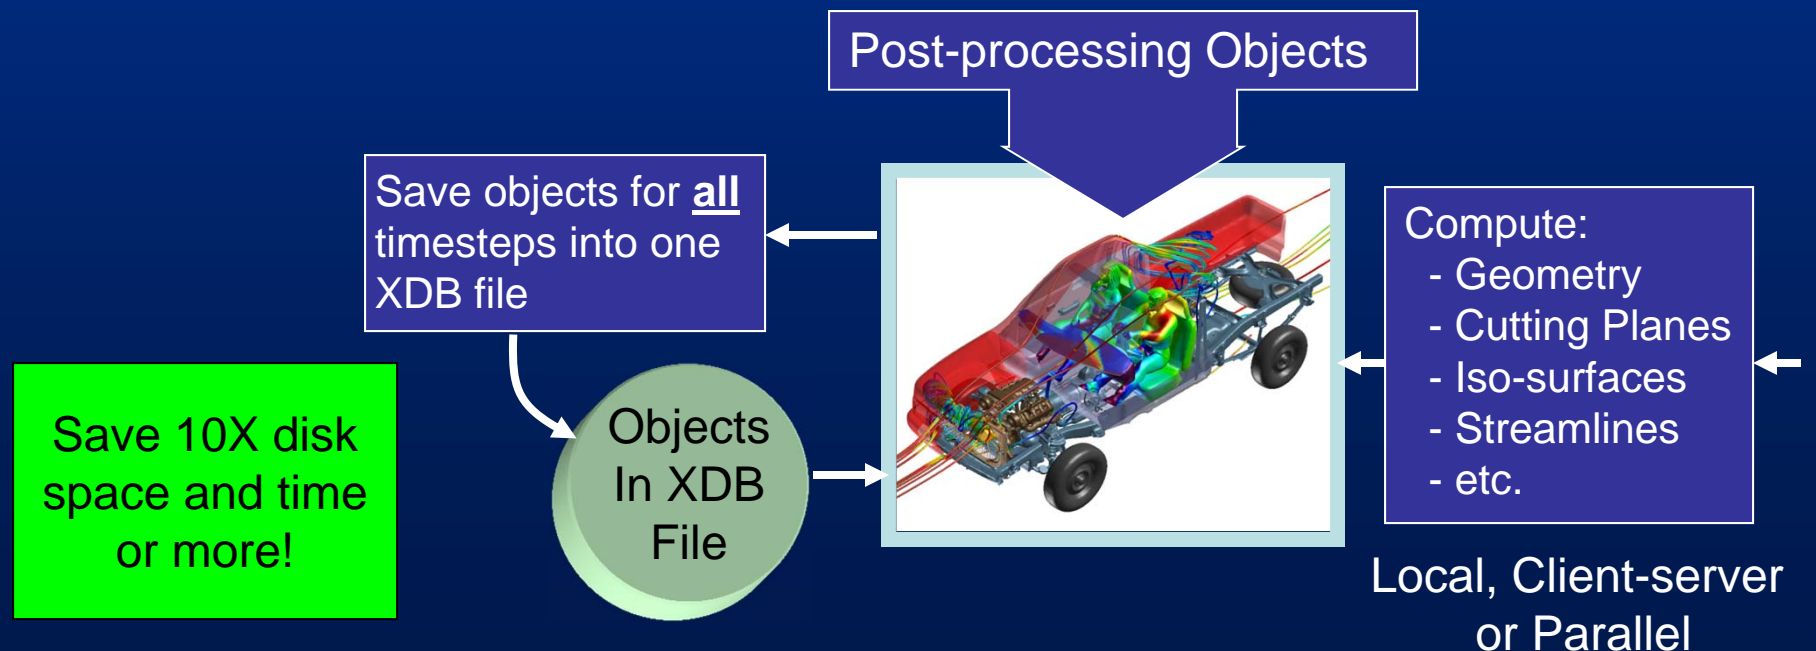 Post-processing Objects
Save objects for all
timesteps into one
XDB file
Compute:
- Geometry
- Cutting Planes
- Iso-surfaces
- Streamlines
- etc.
Save 10X disk
space and time
or more!
Objects
In XDB
File
Local, Client-server
or Parallel